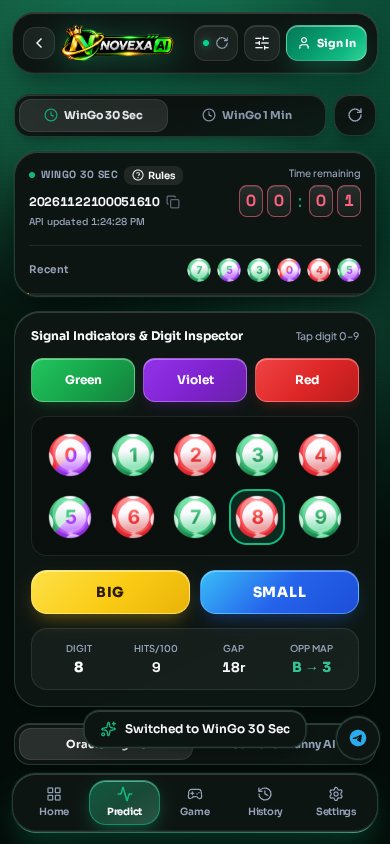 NOVEXA AI
Sign In
WinGo 30 Sec
WinGo 1 Min
WINGO 30 SEC
Rules
Time remaining
20261122100051610
0 0 : 0 1
API updated 1:24:28 PM
Recent
7 5 3 0 4 5
Signal Indicators & Digit Inspector
Tap digit 0–9
Green
Violet
Red
0 1 2 3 4
5 6 7 8 9
BIG
SMALL
DIGIT
HITS/100
GAP
OPP MAP
8
9
18r
B → 3
Switched to WinGo 30 Sec
Home
Predict
Game
History
Settings